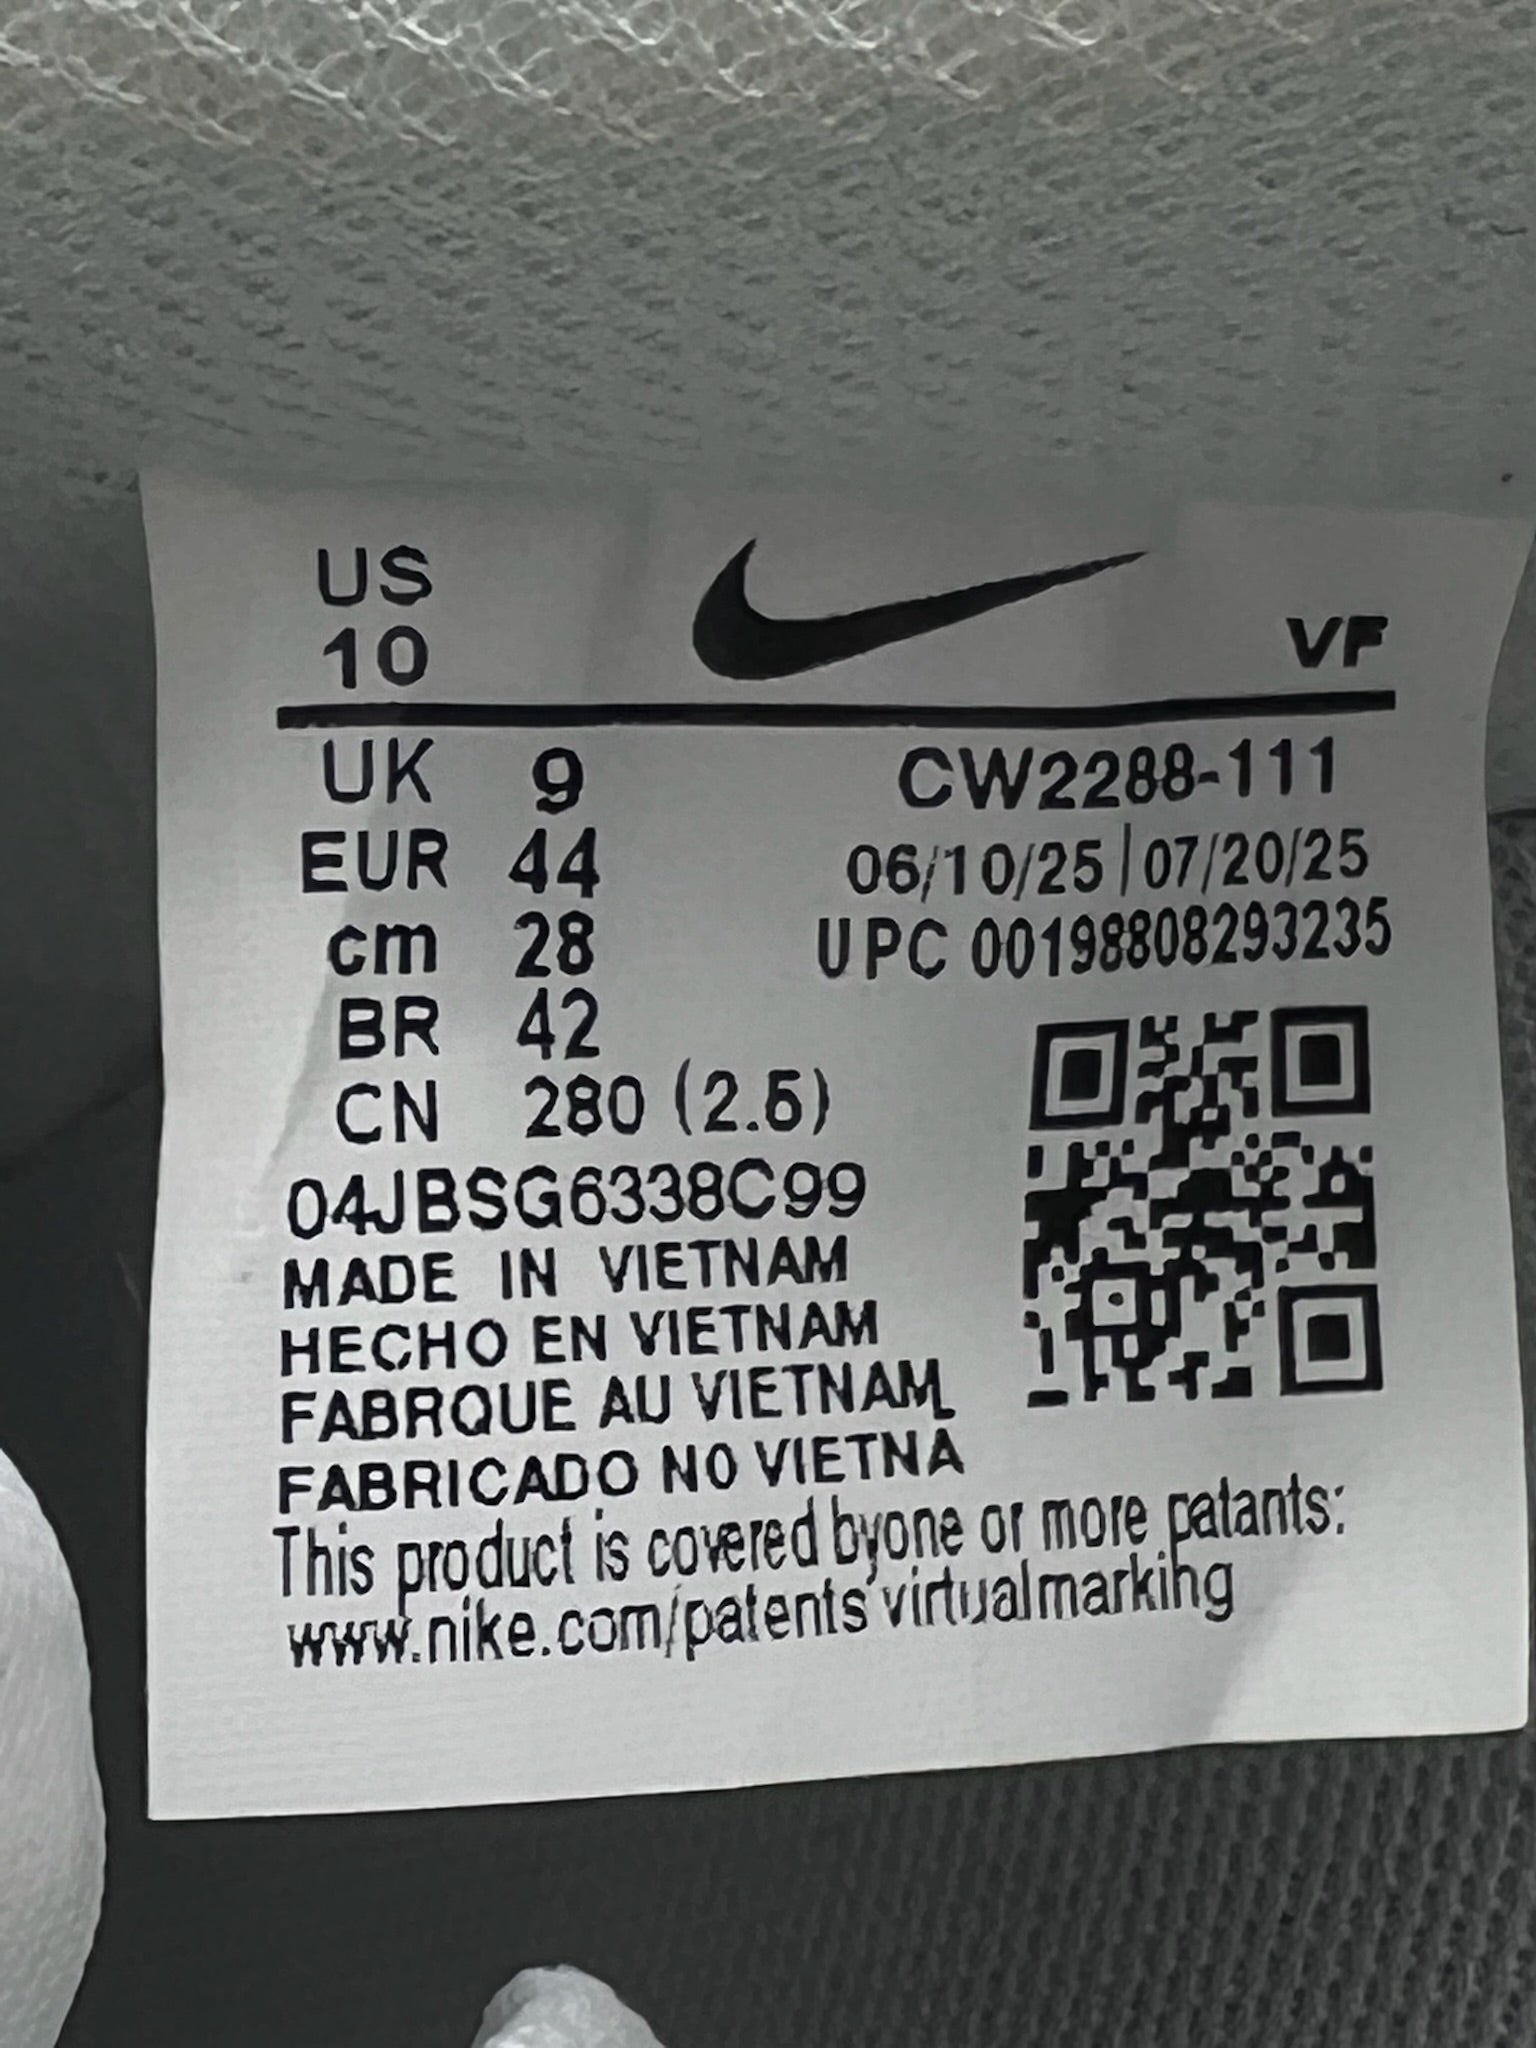 US
10
VF
UK 9 CW2288-111
EUR 44 06/10/25|07/20/25
cm 28 UPC 00198808293235
BR 42
CN 280 (2.5)
04JBSG6338C99
MADE IN VIETNAM
HECHO EN VIETNAM
FABRQUE AU VIETNAM
FABRICADO NO VIETNA
This product is covered byone or more patants:
www.nike.com/patents virtualmarking